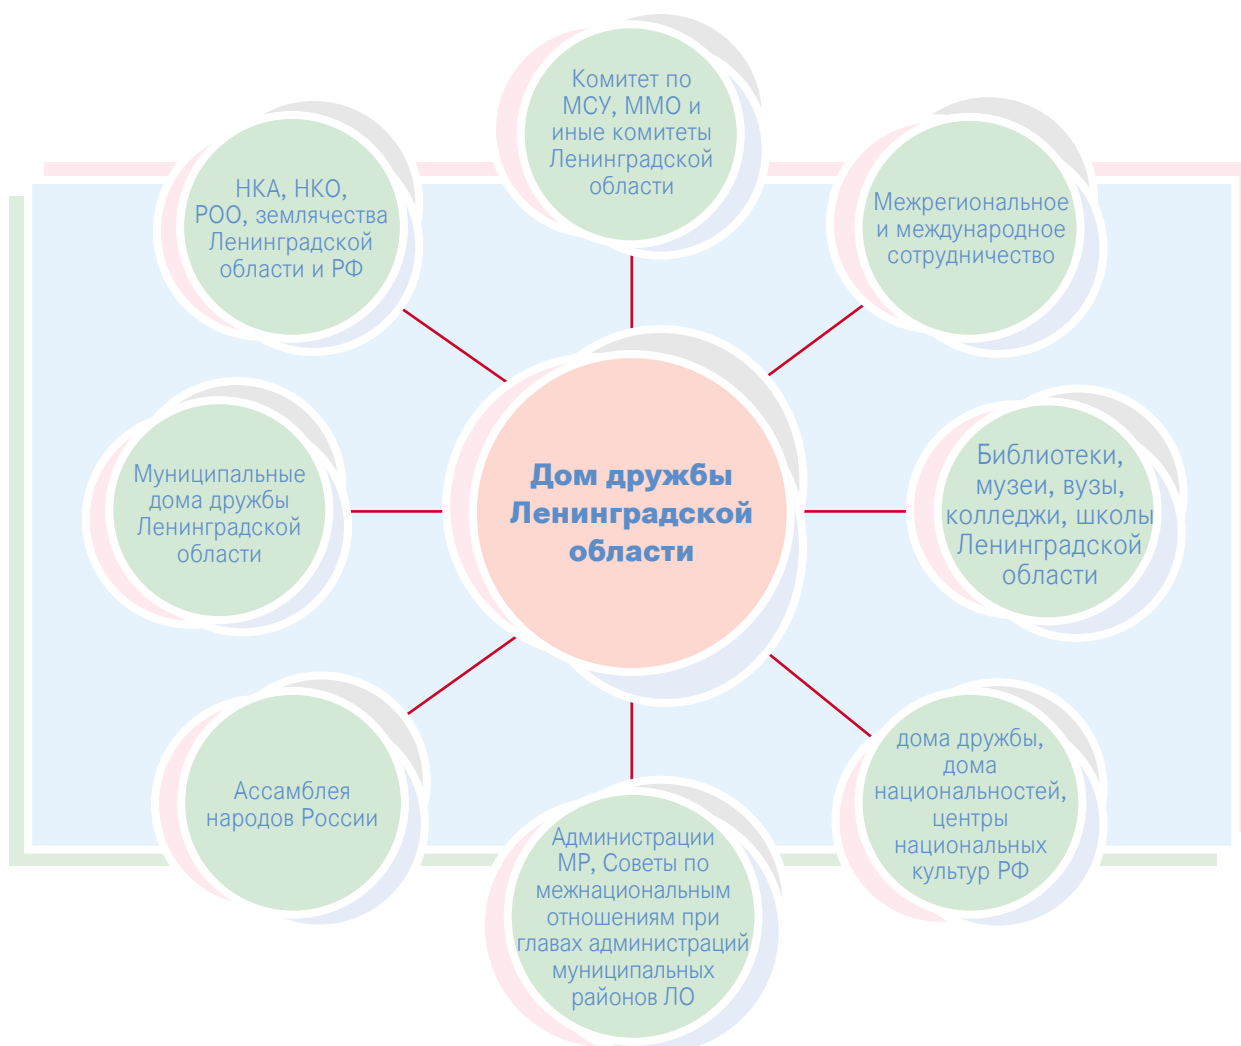 Комитет по
МСУ, ММО и
иные комитеты
Ленинградской
области
НКА, НКО,
РОО, землячества
Ленинградской
области и РФ
Межрегиональное
и международное
сотрудничество
Муниципальные
дома дружбы
Ленинградской
области
Дом дружбы
Ленинградской
области
Библиотеки,
музеи, вузы,
колледжи, школы
Ленинградской
области
Ассамблея
народов России
Администрации
МР, Советы по
межнациональным
отношениям при
главах администраций
муниципальных
районов ЛО
дома дружбы,
дома
национальностей,
центры
национальных
культур РФ